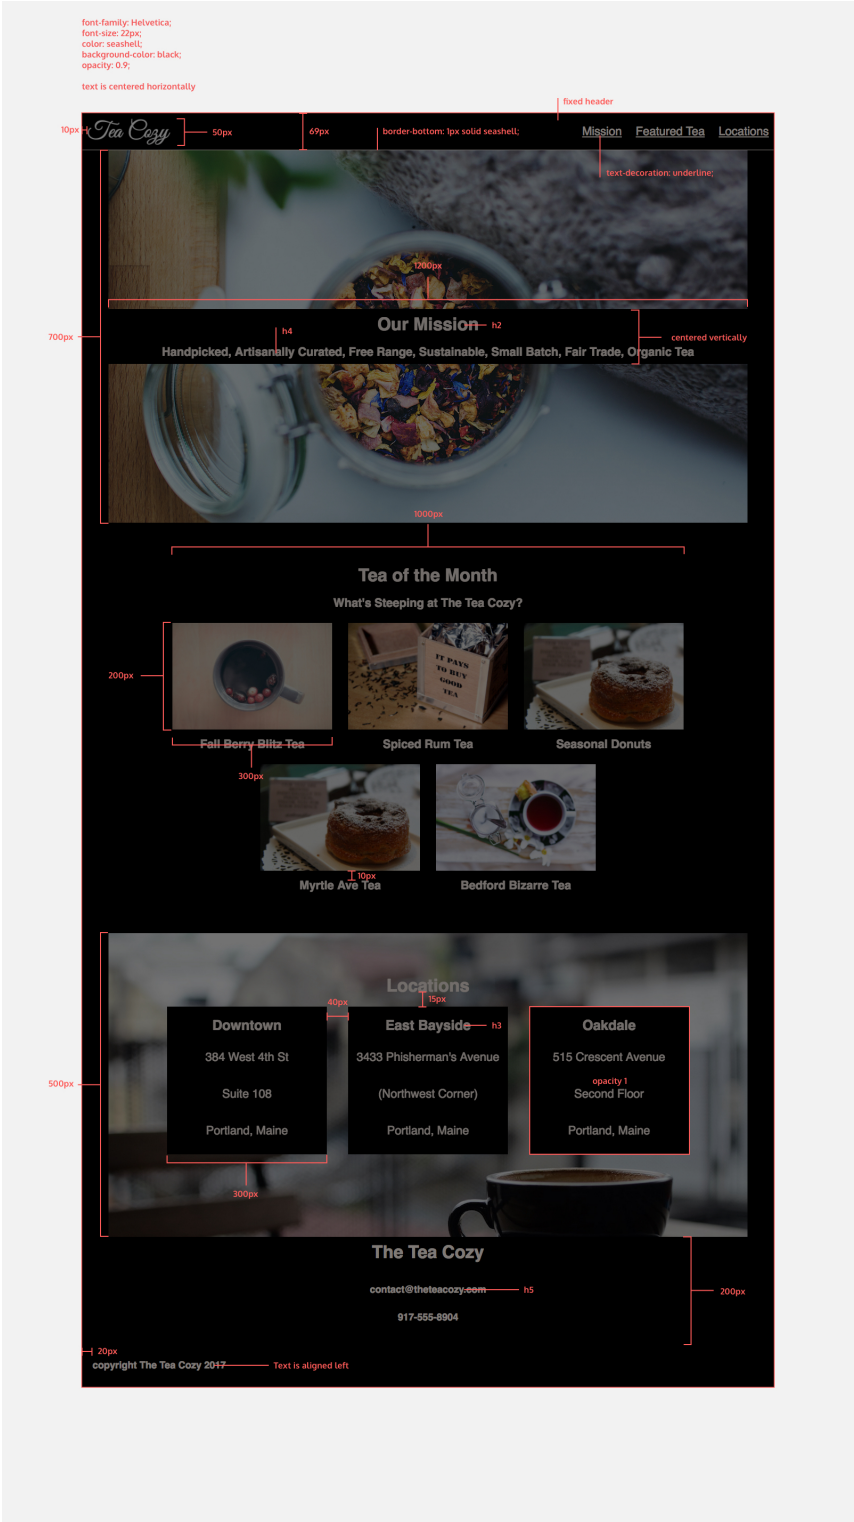 font-family: Helvetica;
font-size: 22px;
color: seashell;
background-color: black;
opacity: 0.9;
text is centered horizontally
fixed header
10px
Tea Cozy
50px
69px
border-bottom: 1px solid seashell;
Mission Featured Tea Locations
text-decoration: underline;
1200px
Our Mission
h2
h4
700px
centered vertically
Handpicked, Artisanally Curated, Free Range, Sustainable, Small Batch, Fair Trade, Organic Tea
1000px
Tea of the Month
What's Steeping at The Tea Cozy?
IT PAYS
TO BUY
GOOD
TEA
200px
Fall Berry Blitz Tea
Spiced Rum Tea
Seasonal Donuts
300px
10px
Myrtle Ave Tea
Bedford Bizarre Tea
Locations
40px
15px
Downtown
East Bayside
h3
Oakdale
384 West 4th St
3433 Phisherman's Avenue
515 Crescent Avenue
500px
opacity 1
Suite 108
(Northwest Corner)
Second Floor
Portland, Maine
Portland, Maine
Portland, Maine
300px
The Tea Cozy
contact@theteacozy.com
h5
200px
917-555-8904
20px
copyright The Tea Cozy 2017
Text is aligned left